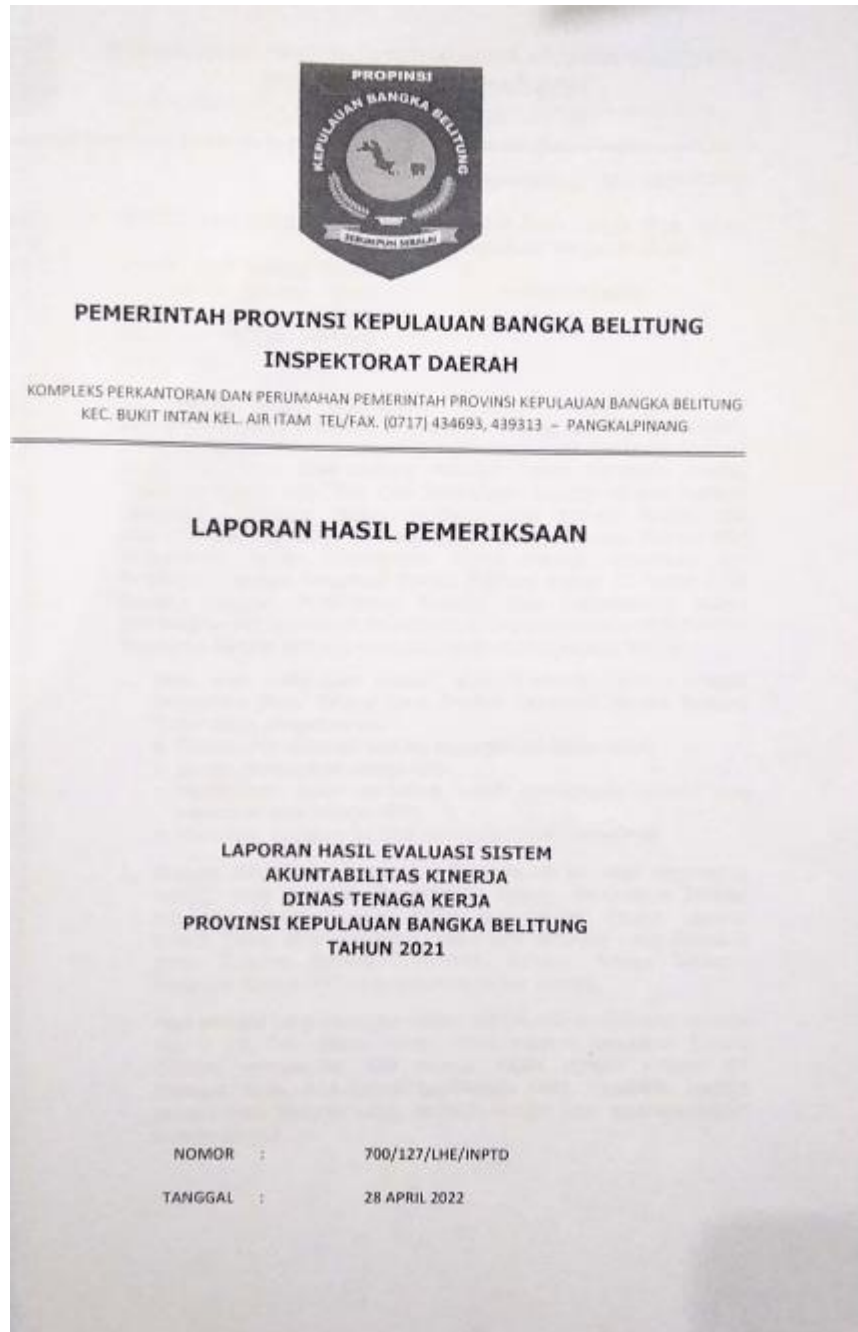 PROPINSI
KEPULAUAN BANGKA BELITUNG
SERUMPUN SEBALAI
PEMERINTAH PROVINSI KEPULAUAN BANGKA BELITUNG
INSPEKTORAT DAERAH
KOMPLEKS PERKANTORAN DAN PERUMAHAN PEMERINTAH PROVINSI KEPULAUAN BANGKA BELITUNG
KEC. BUKIT INTAN KEL. AIR ITAM TEL/FAX. (0717) 434693, 439313 – PANGKALPINANG
LAPORAN HASIL PEMERIKSAAN
LAPORAN HASIL EVALUASI SISTEM
AKUNTABILITAS KINERJA
DINAS TENAGA KERJA
PROVINSI KEPULAUAN BANGKA BELITUNG
TAHUN 2021
NOMOR : 700/127/LHE/INPTD
TANGGAL : 28 APRIL 2022